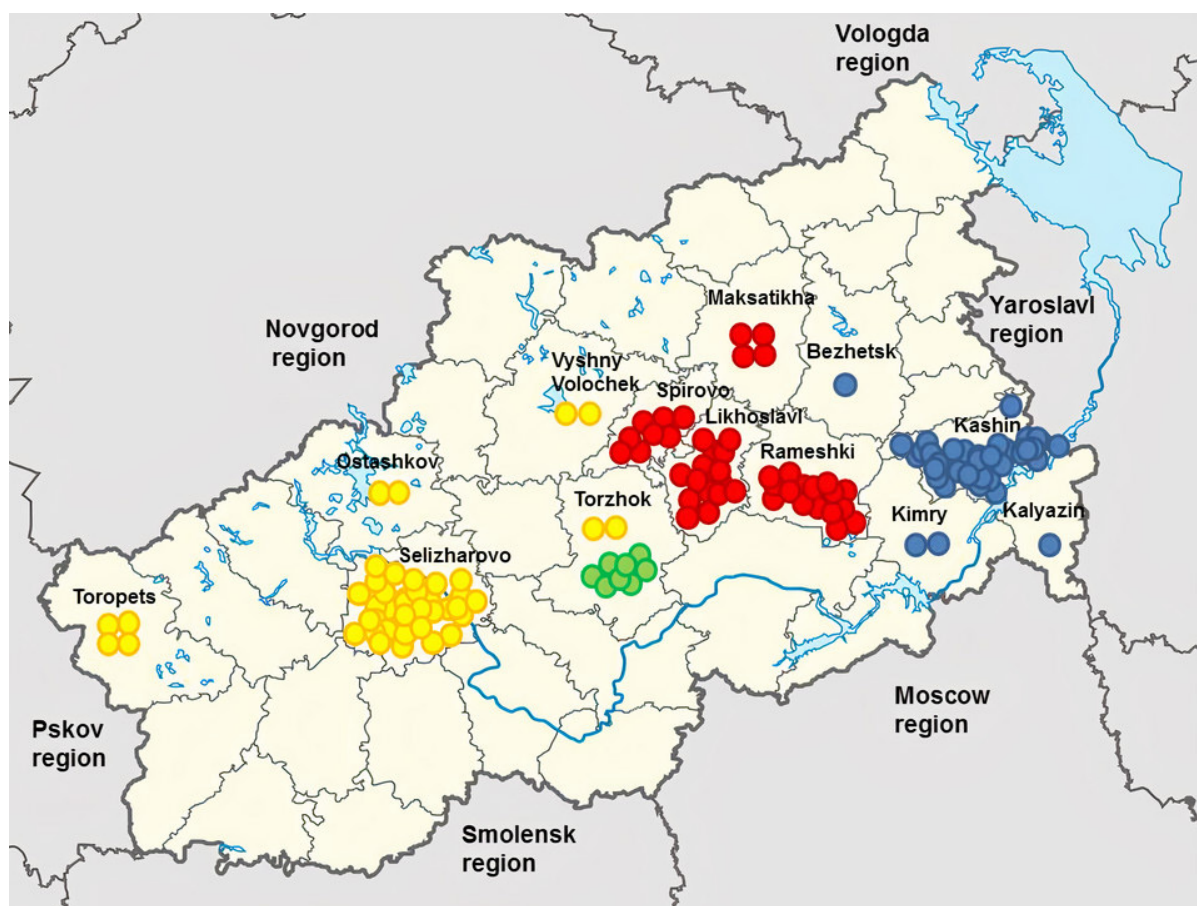 Vologda
region
Maksatikha
Yaroslavl
region
Novgorod
region
Bezhetsk
Vyshny
Volochek
Spirovo
Likhoslavl
Kashin
Rameshki
Ostashkov
Torzhok
Kimry
Kalyazin
Selizharovo
Toropets
Moscow
region
Pskov
region
Smolensk
region